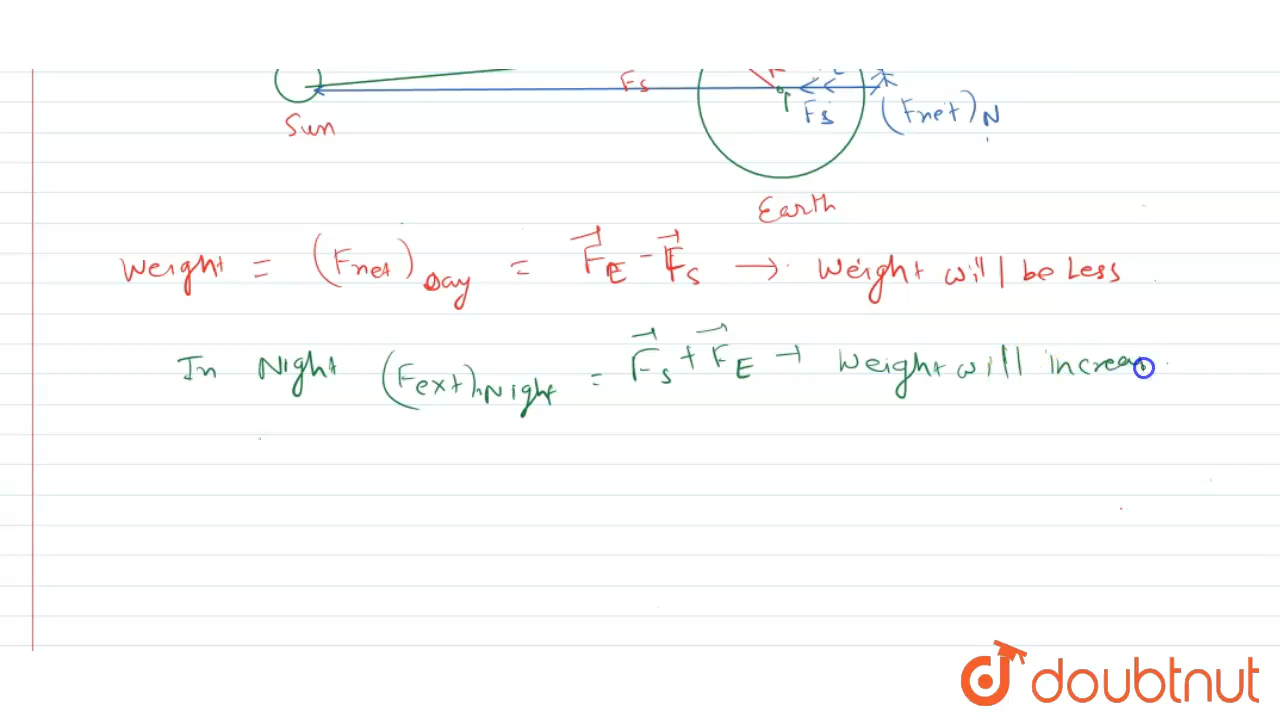 Fs
Fs
(Fnet)N
Sun
Earth
Weight = (Fnet)Day = F⃗E - F⃗s → Weight will be Less
In Night (Fext)Night = F⃗s + F⃗E → Weight will increas
doubtnut